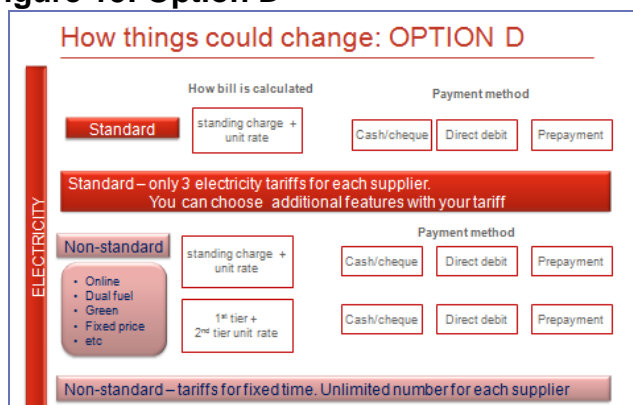 igure 10: Option D
How things could change: OPTION D
How bill is calculated
Payment method
Standard
standing charge +
unit rate
Cash/cheque
Direct debit
Prepayment
Standard – only 3 electricity tariffs for each supplier.
You can choose additional features with your tariff
ELECTRICITY
Payment method
Non-standard
• Online
• Dual fuel
• Green
• Fixed price
• etc
standing charge +
unit rate
Cash/cheque
Direct debit
Prepayment
1st tier +
2nd tier unit rate
Cash/cheque
Direct debit
Prepayment
Non-standard – tariffs for fixed time. Unlimited number for each supplier